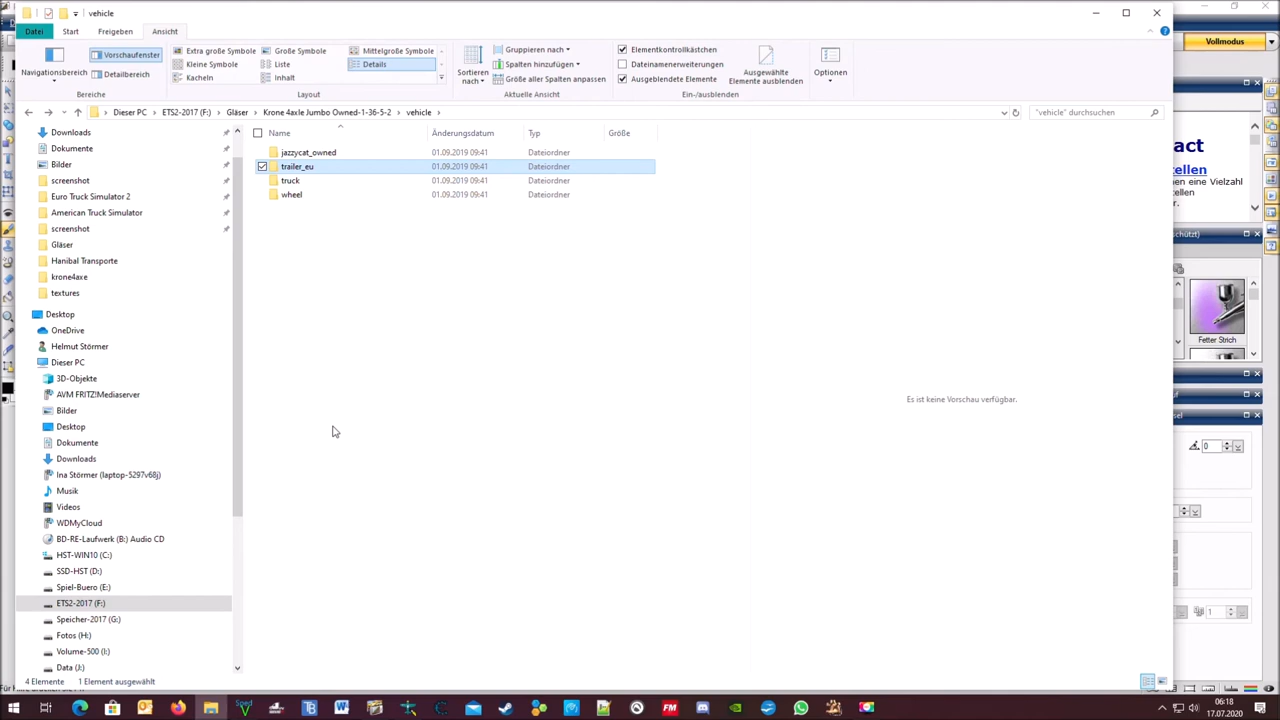 vehicle
Datei Start Freigeben Ansicht
Vollmodus
Navigationsbereich
Vorschaufenster
Detailbereich
Bereiche
Extra große Symbole Große Symbole Mittelgroße Symbole
Kleine Symbole Liste Details
Kacheln Inhalt
Layout
Sortieren nach
Gruppieren nach
Spalten hinzufügen
Größe aller Spalten anpassen
Aktuelle Ansicht
Elementkontrollkästchen
Dateinamenerweiterungen
Ausgeblendete Elemente
Ausgewählte Elemente ausblenden
Ein-/ausblenden
Optionen
Dieser PC > ETS2-2017 (F:) > Gläser > Krone 4axle Jumbo Owned-1-36-5-2 > vehicle >
"vehicle" durchsuchen
Name Änderungsdatum Typ Größe
jazzycat_owned 01.09.2019 09:41 Dateiordner
trailer_eu 01.09.2019 09:41 Dateiordner
truck 01.09.2019 09:41 Dateiordner
wheel 01.09.2019 09:41 Dateiordner
Downloads
Dokumente
Bilder
screenshot
Euro Truck Simulator 2
American Truck Simulator
screenshot
Gläser
Hanibal Transporte
krone4axe
textures
Desktop
OneDrive
Helmut Störmer
Dieser PC
3D-Objekte
AVM FRITZ!Mediaserver
Bilder
Desktop
Dokumente
Downloads
Ina Störmer (laptop-5297v68j)
Musik
Videos
WDMyCloud
BD-RE-Laufwerk (B:) Audio CD
HST-WIN10 (C:)
SSD-HST (D:)
Spiel-Buero (E:)
ETS2-2017 (F:)
Speicher-2017 (G:)
Fotos (H:)
Volume-500 (I:)
Data (J:)
Es ist keine Vorschau verfügbar.
act
tellen
en eine Vielzahl
tellen
r.
schützt)
Fetter Strich
0
1
4 Elemente 1 Element ausgewählt
06:18
17.07.2020